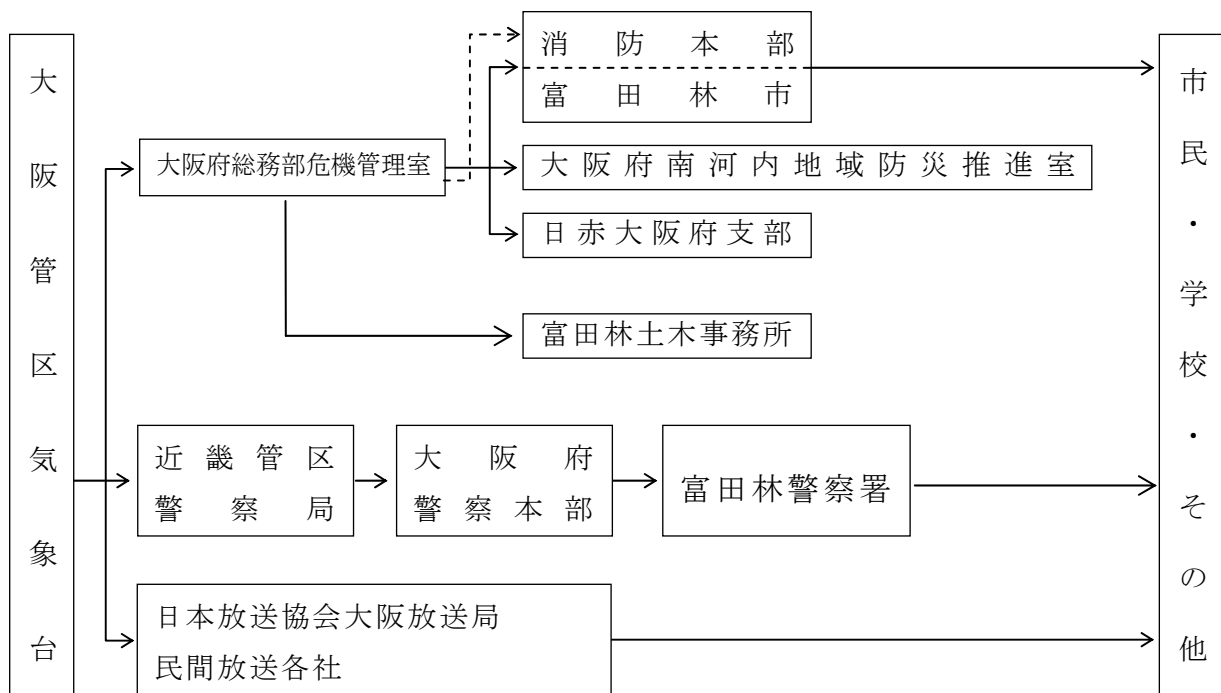 大阪管区気象台
消防本部
富田林市
大阪府総務部危機管理室
大阪府南河内地域防災推進室
日赤大阪府支部
富田林土木事務所
近畿管区
警察局
大阪府
警察本部
富田林警察署
日本放送協会大阪放送局
民間放送各社
市民・学校・その他